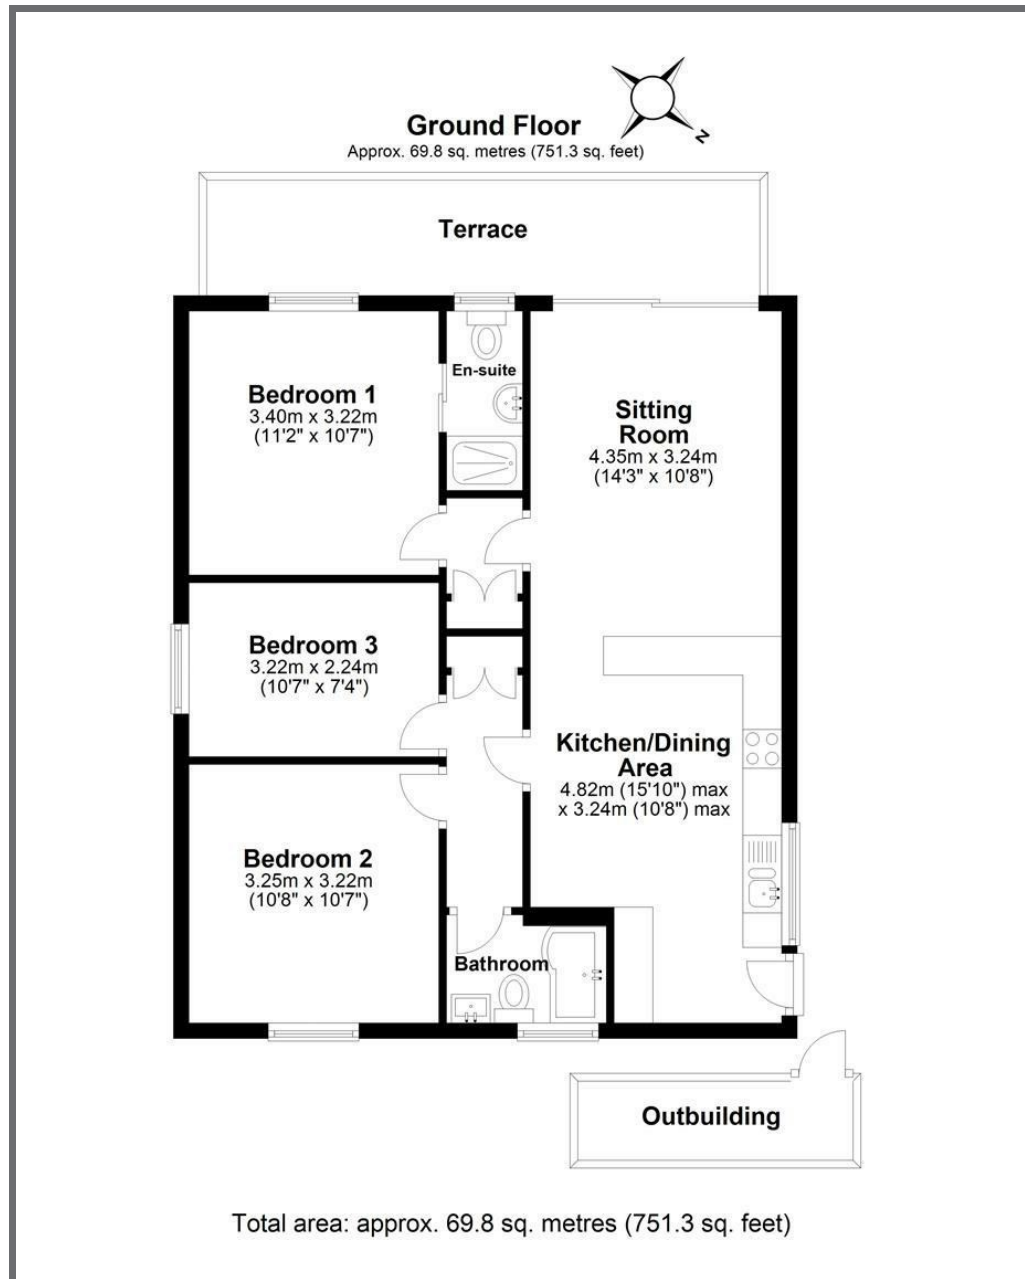 N
Ground Floor
Approx. 69.8 sq. metres (751.3 sq. feet)
Terrace
En-suite
Bedroom 1
3.40m x 3.22m
(11'2" x 10'7")
Sitting
Room
4.35m x 3.24m
(14'3" x 10'8")
Bedroom 3
3.22m x 2.24m
(10'7" x 7'4")
Kitchen/Dining
Area
4.82m (15'10") max
x 3.24m (10'8") max
Bedroom 2
3.25m x 3.22m
(10'8" x 10'7")
Bathroom
Outbuilding
Total area: approx. 69.8 sq. metres (751.3 sq. feet)